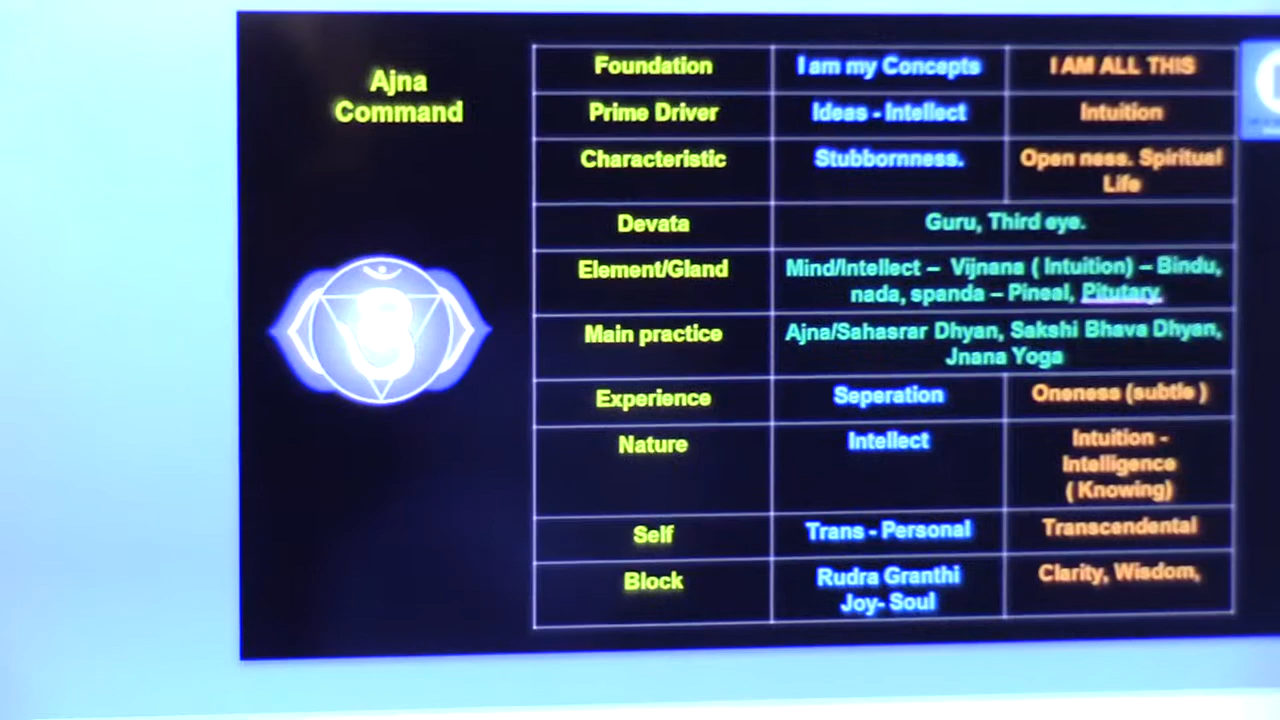 Ajna
Command
Foundation
I am my Concepts
I AM ALL THIS
Prime Driver
Ideas - Intellect
Intuition
Characteristic
Stubbornness.
Open ness. Spiritual
Life
Devata
Guru, Third eye.
Element/Gland
Mind/Intellect – Vijnana ( Intuition) – Bindu,
nada, spanda – Pineal, Pitutary.
Main practice
Ajna/Sahasrar Dhyan, Sakshi Bhava Dhyan,
Jnana Yoga
Experience
Seperation
Oneness (subtle )
Nature
Intellect
Intuition -
Intelligence
( Knowing)
Self
Trans - Personal
Transcendental
Block
Rudra Granthi
Joy- Soul
Clarity, Wisdom,